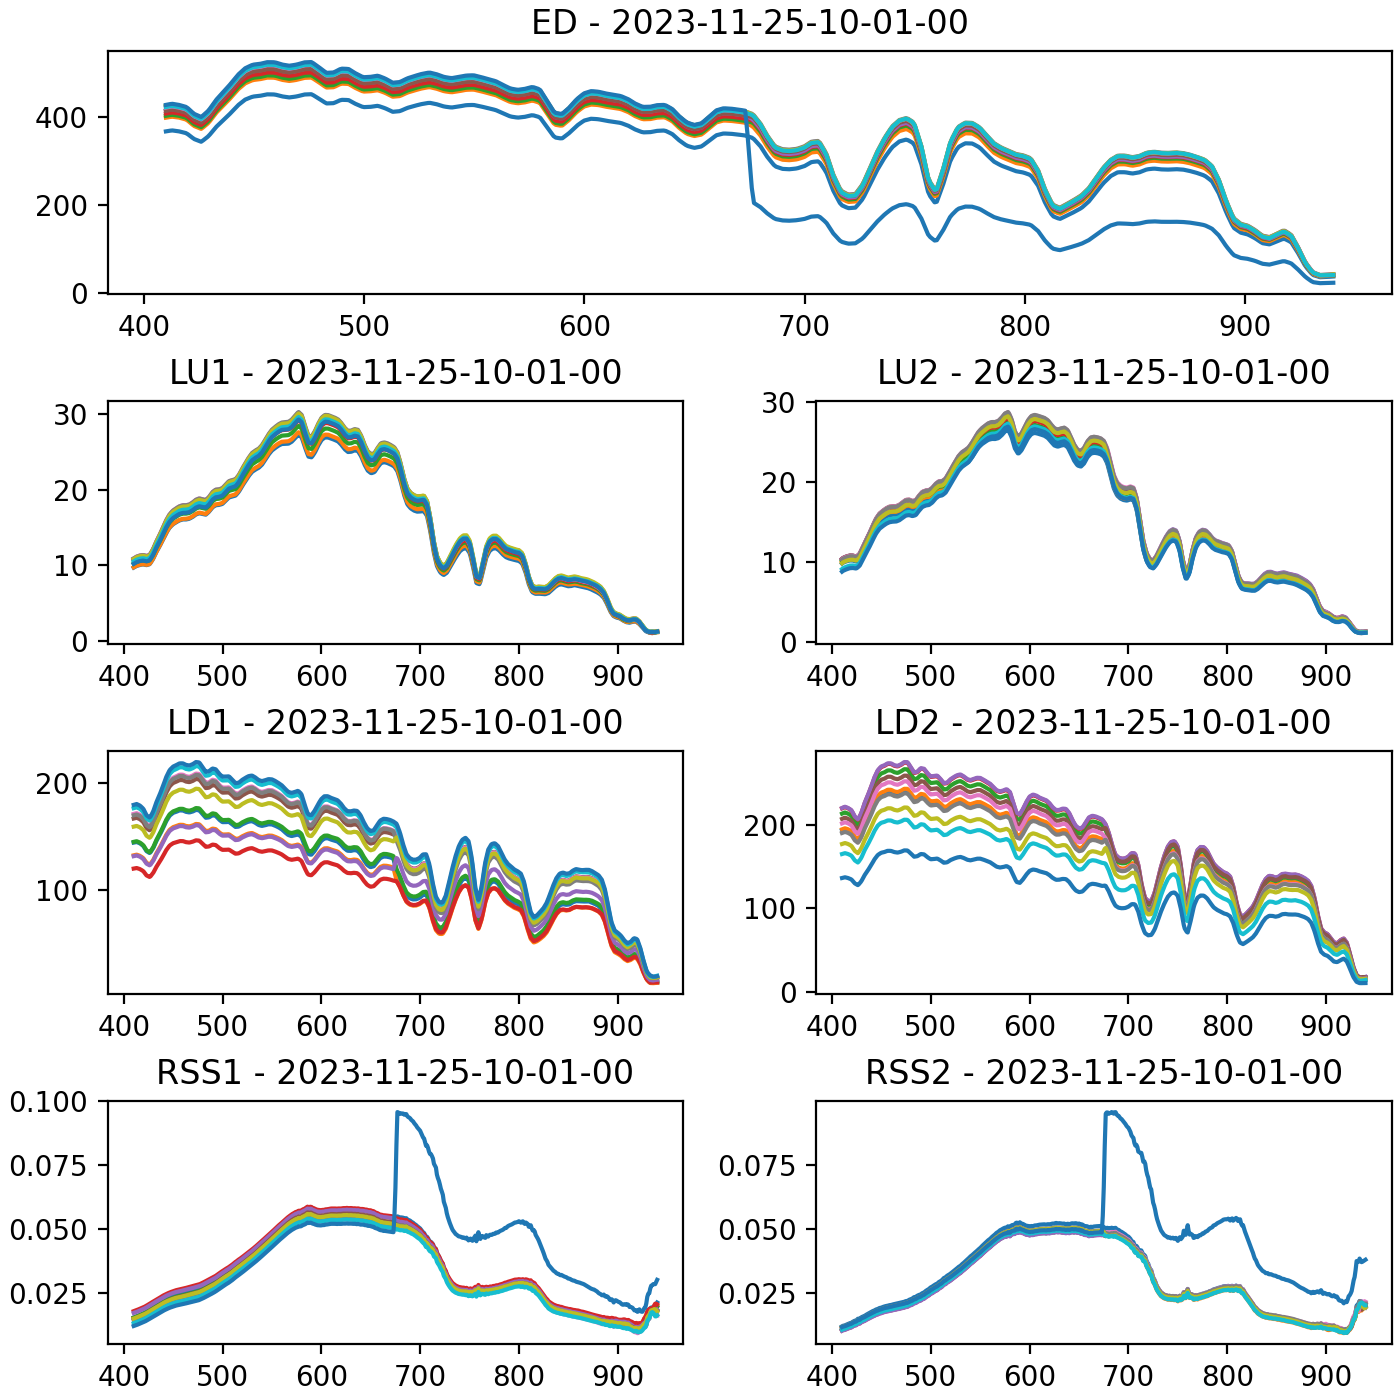 ED - 2023-11-25-10-01-00
400
200
0
400 500 600 700 800 900
LU1 - 2023-11-25-10-01-00
30
20
10
0
400 500 600 700 800 900
LU2 - 2023-11-25-10-01-00
30
20
10
0
400 500 600 700 800 900
LD1 - 2023-11-25-10-01-00
200
100
400 500 600 700 800 900
LD2 - 2023-11-25-10-01-00
200
100
0
400 500 600 700 800 900
RSS1 - 2023-11-25-10-01-00
0.100
0.075
0.050
0.025
400 500 600 700 800 900
RSS2 - 2023-11-25-10-01-00
0.075
0.050
0.025
400 500 600 700 800 900